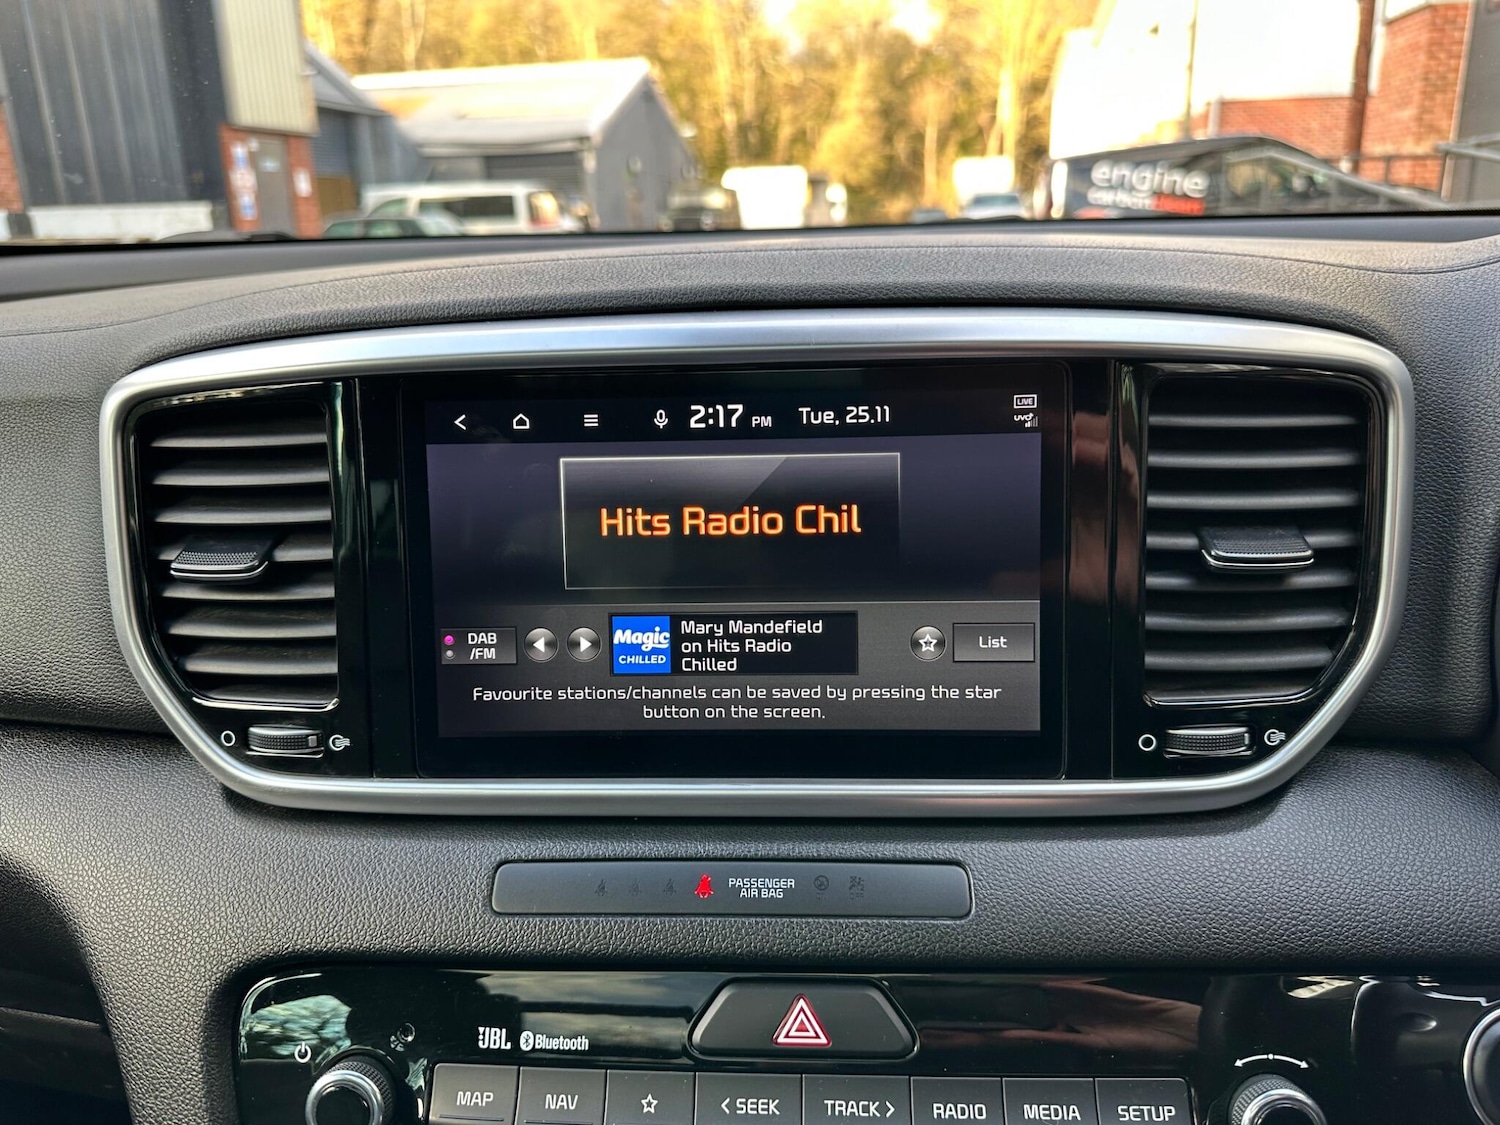 engine
2:17 PM
Tue, 25.11
LIVE
UVO
Hits Radio Chil
DAB
/FM
Magic
CHILLED
Mary Mandefield
on Hits Radio
Chilled
List
Favourite stations/channels can be saved by pressing the star
button on the screen.
PASSENGER
AIR BAG
JBL
Bluetooth
MAP
NAV
< SEEK
TRACK >
RADIO
MEDIA
SETUP